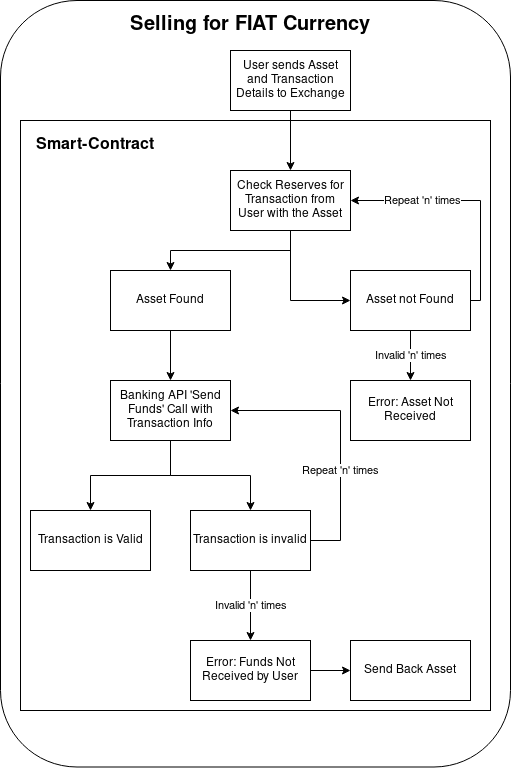 Selling for FIAT Currency
User sends Asset
and Transaction
Details to Exchange
Smart-Contract
Check Reserves for
Transaction from
User with the Asset
Repeat 'n' times
Asset Found
Asset not Found
Invalid 'n' times
Banking API 'Send
Funds' Call with
Transaction Info
Error: Asset Not
Received
Repeat 'n' times
Transaction is Valid
Transaction is invalid
Invalid 'n' times
Error: Funds Not
Received by User
Send Back Asset